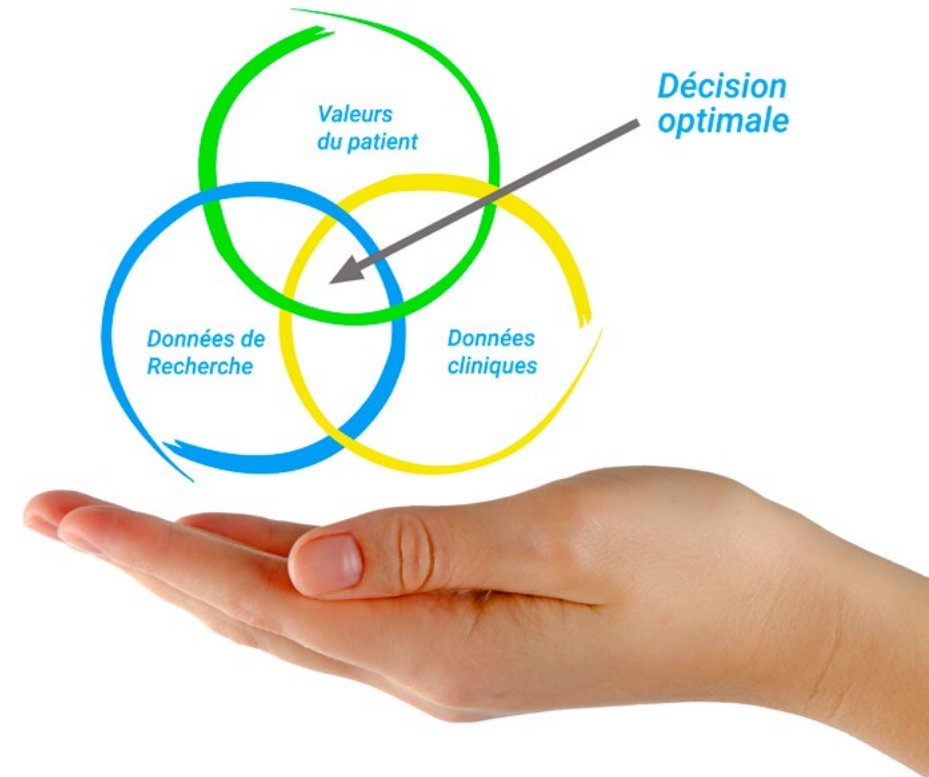 Valeurs
du patient
Décision
optimale
Données de
Recherche
Données
cliniques